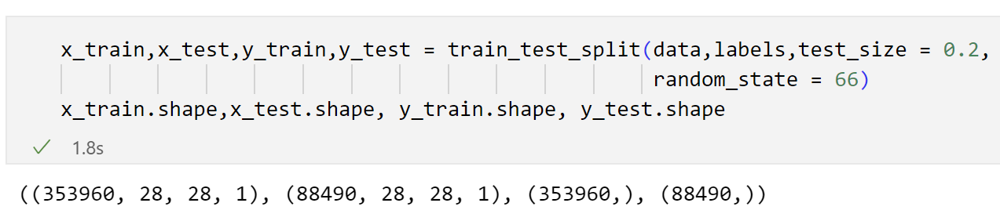 x_train,x_test,y_train,y_test = train_test_split(data,labels,test_size = 0.2,
random_state = 66)
x_train.shape,x_test.shape, y_train.shape, y_test.shape
1.8s
((353960, 28, 28, 1), (88490, 28, 28, 1), (353960,), (88490,))